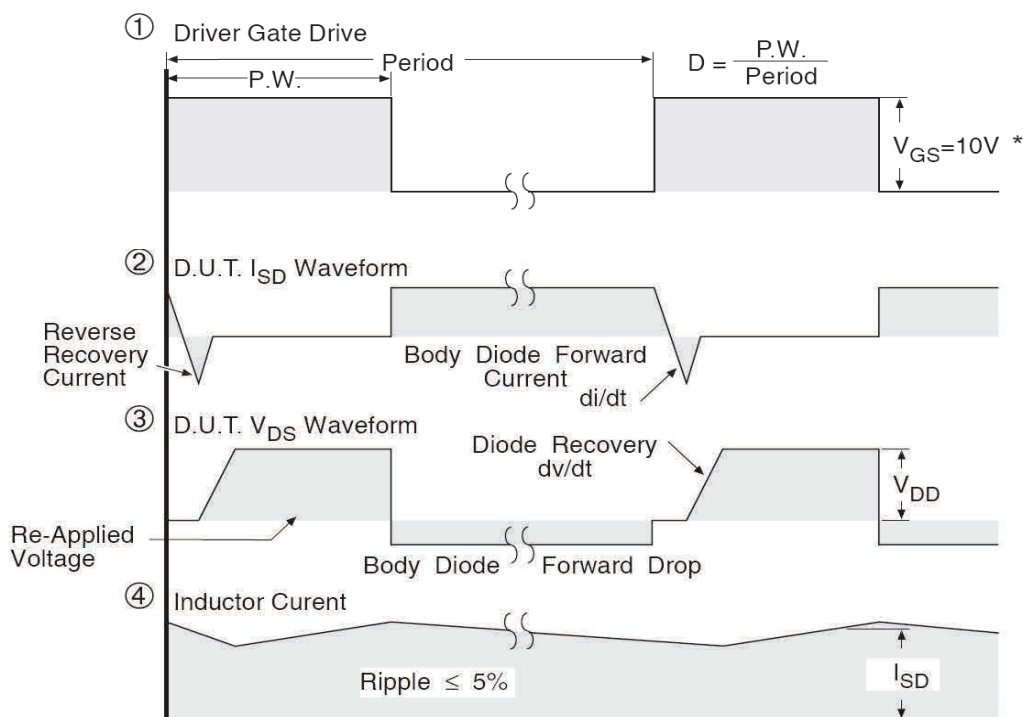 ① Driver Gate Drive
P.W.
Period
D = P.W.
Period
V_GS=10V *
② D.U.T. I_SD Waveform
Reverse
Recovery
Current
Body Diode Forward
Current
di/dt
③ D.U.T. V_DS Waveform
Diode Recovery
dv/dt
V_DD
Re-Applied
Voltage
Body Diode Forward Drop
④ Inductor Curent
Ripple ≤ 5%
I_SD